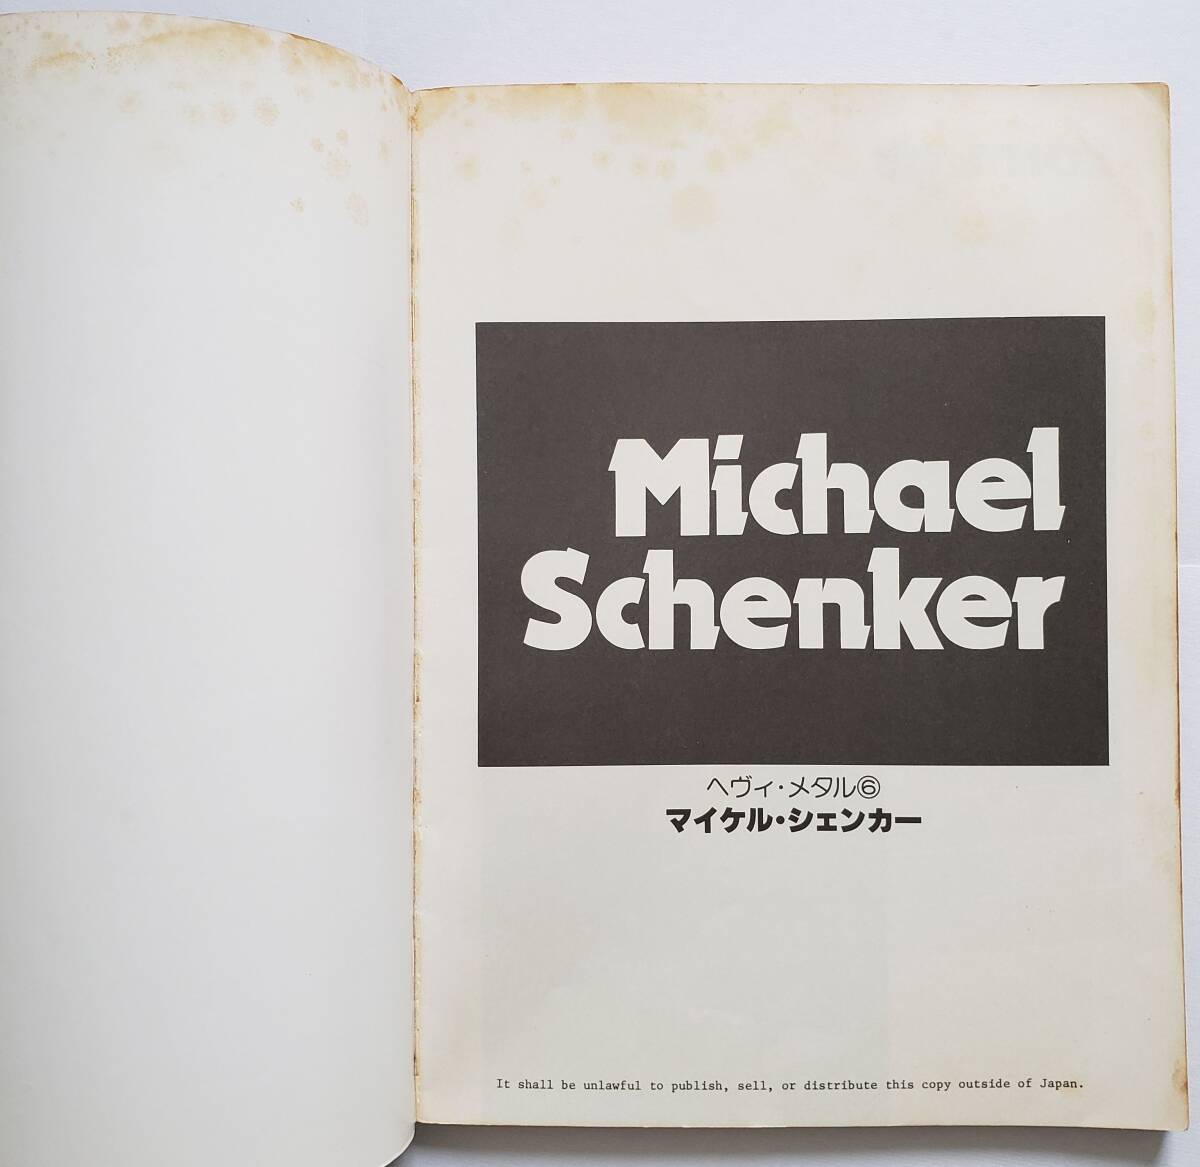 Michael
Schenker
ヘヴィ・メタル⑥
マイケル・シェンカー
It shall be unlawful to publish, sell, or distribute this copy outside of Japan.